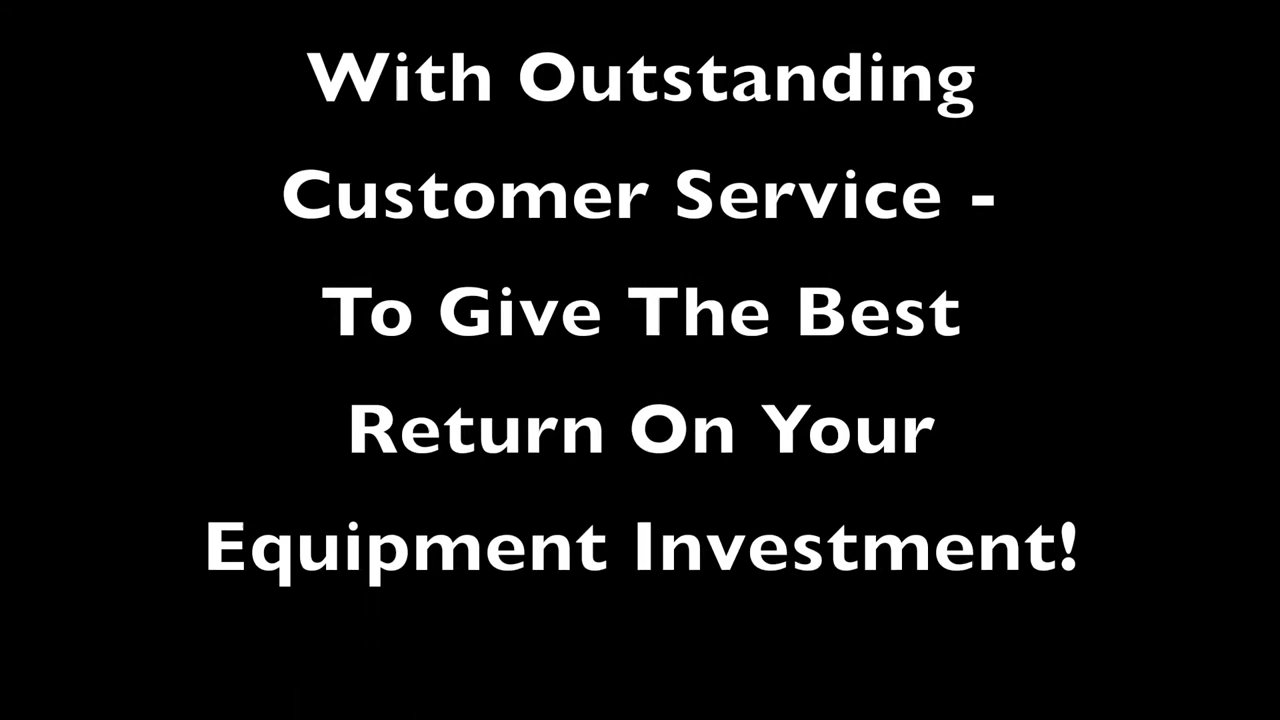 With Outstanding
Customer Service -
To Give The Best
Return On Your
Equipment Investment!